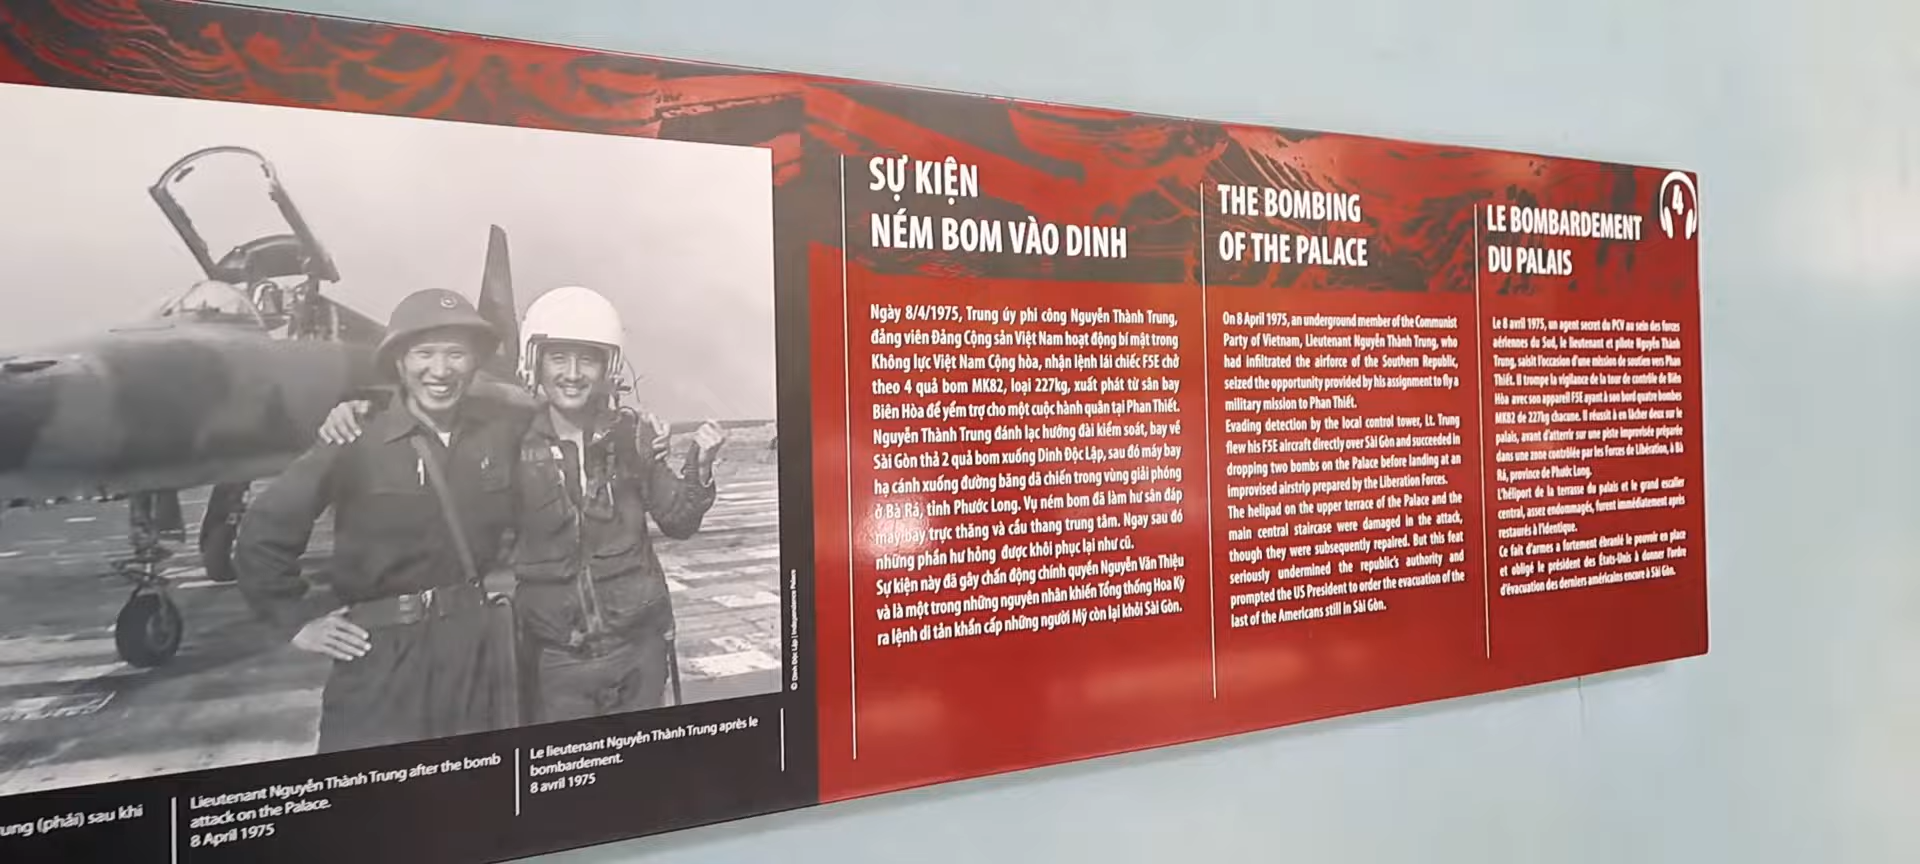 SỰ KIỆN
NÉM BOM VÀO DINH
Ngày 8/4/1975, Trung úy phi công Nguyễn Thành Trung,
đảng viên Đảng Cộng sản Việt Nam hoạt động bí mật trong
Không lực Việt Nam Cộng hòa, nhận lệnh lái chiếc F5E chở
theo 4 quả bom MK82, loại 227kg, xuất phát từ sân bay
Biên Hòa để yểm trợ cho một cuộc hành quân tại Phan Thiết.
Nguyễn Thành Trung đánh lạc hướng đài kiểm soát, bay về
Sài Gòn thả 2 quả bom xuống Dinh Độc Lập, sau đó máy bay
hạ cánh xuống đường băng dã chiến trong vùng giải phóng
ở Bà Rá, tỉnh Phước Long. Vụ ném bom đã làm hư sân đáp
máy bay trực thăng và cầu thang trung tâm. Ngay sau đó
những phần hư hỏng được khôi phục lại như cũ.
Sự kiện này đã gây chấn động chính quyền Nguyễn Văn Thiệu
và là một trong những nguyên nhân khiến Tổng thống Hoa Kỳ
ra lệnh di tản khẩn cấp những người Mỹ còn lại khỏi Sài Gòn.
THE BOMBING
OF THE PALACE
On 8 April 1975, an underground member of the Communist
Party of Vietnam, Lieutenant Nguyễn Thành Trung, who
had infiltrated the airforce of the Southern Republic,
seized the opportunity provided by his assignment to fly a
military mission to Phan Thiết.
Evading detection by the local control tower, Lt. Trung
flew his F5E aircraft directly over Sài Gòn and succeeded in
dropping two bombs on the Palace before landing at an
improvised airstrip prepared by the Liberation Forces.
The helipad on the upper terrace of the Palace and the
main central staircase were damaged in the attack,
though they were subsequently repaired. But this feat
seriously undermined the republic's authority and
prompted the US President to order the evacuation of the
last of the Americans still in Sài Gòn.
4
LE BOMBARDEMENT
DU PALAIS
Le 8 avril 1975, un agent secret du PCV au sein des forces
aériennes du Sud, le lieutenant et pilote Nguyễn Thành
Trung, saisit l'occasion d'une mission de soutien vers Phan
Thiết. Il trompe la vigilance de la tour de contrôle de Biên
Hòa avec son appareil F5E ayant à son bord quatre bombes
MK82 de 227kg chacune. Il réussit à en lâcher deux sur le
palais, avant d'atterrir sur une piste improvisée préparée
dans une zone contrôlée par les Forces de Libération, à Bà
Rá, province de Phước Long.
L'héliport de la terrasse du palais et le grand escalier
central, assez endommagés, furent immédiatement après
restaurés à l'identique.
Ce fait d'armes a fortement ébranlé le pouvoir en place
et obligé le président des États-Unis à donner l'ordre
d'évacuation des derniers américains encore à Sài Gòn.
© Dinh Độc Lập | Independence Palace
ung (phải) sau khi
Lieutenant Nguyễn Thành Trung after the bomb
attack on the Palace.
8 April 1975
Le lieutenant Nguyễn Thành Trung après le
bombardement.
8 avril 1975